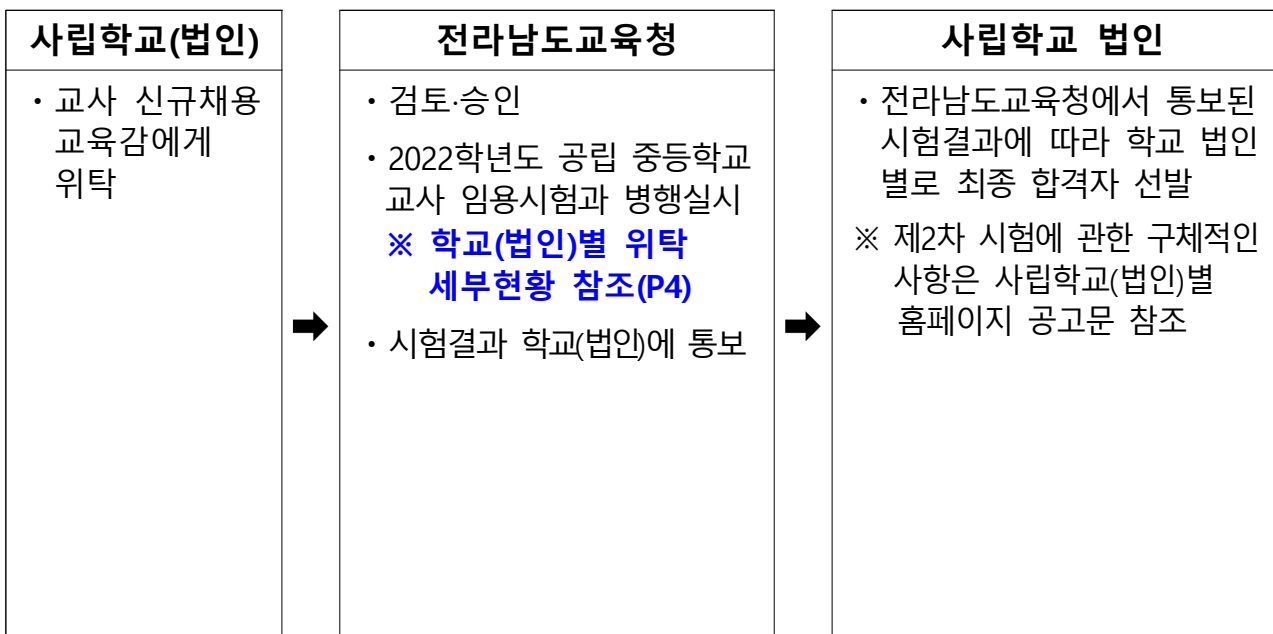 사립학교(법인)
・교사 신규채용
교육감에게
위탁
➡
전라남도교육청
・검토·승인
・2022학년도 공립 중등학교
교사 임용시험과 병행실시
※ 학교(법인)별 위탁
세부현황 참조(P4)
・시험결과 학교(법인)에 통보
➡
사립학교 법인
・전라남도교육청에서 통보된
시험결과에 따라 학교 법인
별로 최종 합격자 선발
※ 제2차 시험에 관한 구체적인
사항은 사립학교(법인)별
홈페이지 공고문 참조